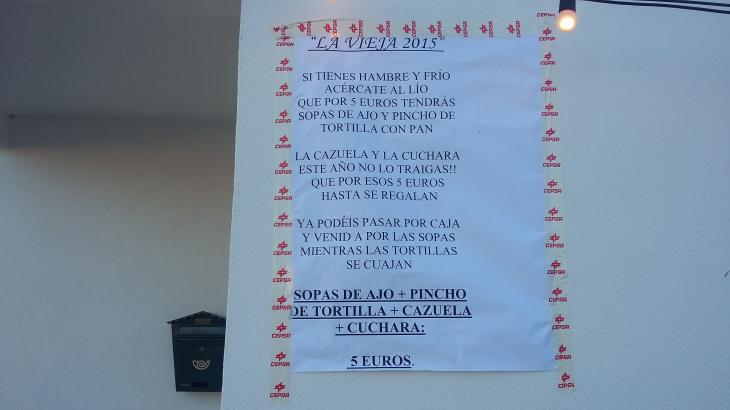 "LA VIEJA 2015"
SI TIENES HAMBRE Y FRÍO
ACÉRCATE AL LÍO
QUE POR 5 EUROS TENDRÁS
SOPAS DE AJO Y PINCHO DE
TORTILLA CON PAN
LA CAZUELA Y LA CUCHARA
ESTE AÑO NO LO TRAIGAS!!
QUE POR ESOS 5 EUROS
HASTA SE REGALAN
YA PODÉIS PASAR POR CAJA
Y VENID A POR LAS SOPAS
MIENTRAS LAS TORTILLAS
SE CUAJAN
SOPAS DE AJO + PINCHO
DE TORTILLA + CAZUELA
+ CUCHARA:
5 EUROS.
CEPSA